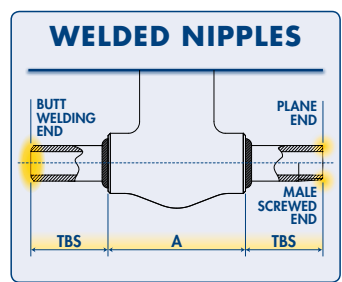 WELDED NIPPLES
BUTT
WELDING
END
PLANE
END
MALE
SCREWED
END
TBS
A
TBS